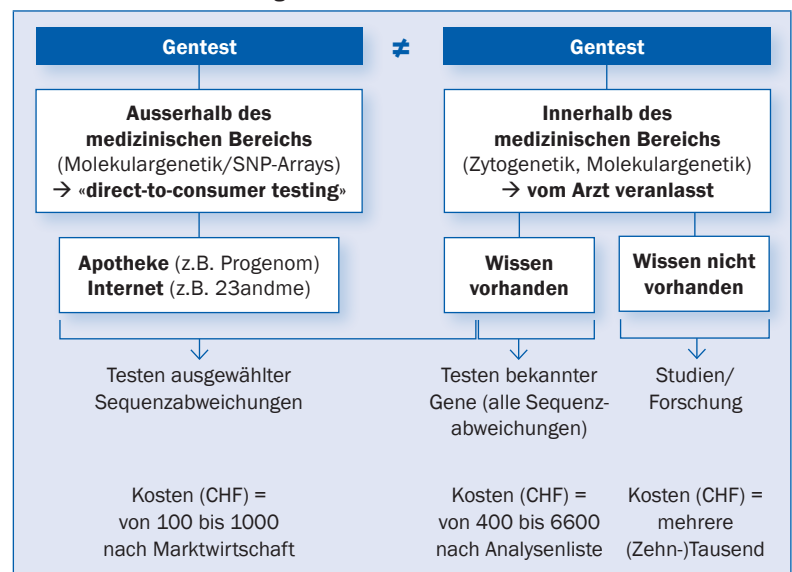 Gentest ≠ Gentest
Ausserhalb des
medizinischen Bereichs
(Molekulargenetik/SNP-Arrays)
→ «direct-to-consumer testing»
Innerhalb des
medizinischen Bereichs
(Zytogenetik, Molekulargenetik)
→ vom Arzt veranlasst
Apotheke (z.B. Progenom)
Internet (z.B. 23andme)
Wissen
vorhanden
Wissen nicht
vorhanden
Testen ausgewählter
Sequenzabweichungen
Testen bekannter
Gene (alle Sequenz-
abweichungen)
Studien/
Forschung
Kosten (CHF) =
von 100 bis 1000
nach Marktwirtschaft
Kosten (CHF) =
von 400 bis 6600
nach Analysenliste
Kosten (CHF) =
mehrere
(Zehn-)Tausend